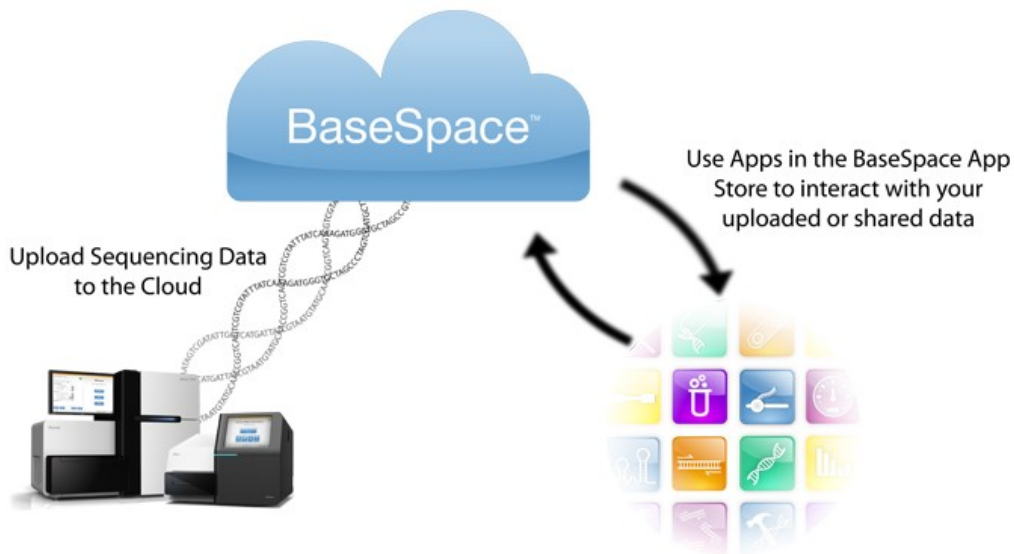 BaseSpace™
Use Apps in the BaseSpace App
Store to interact with your
uploaded or shared data
Upload Sequencing Data
to the Cloud